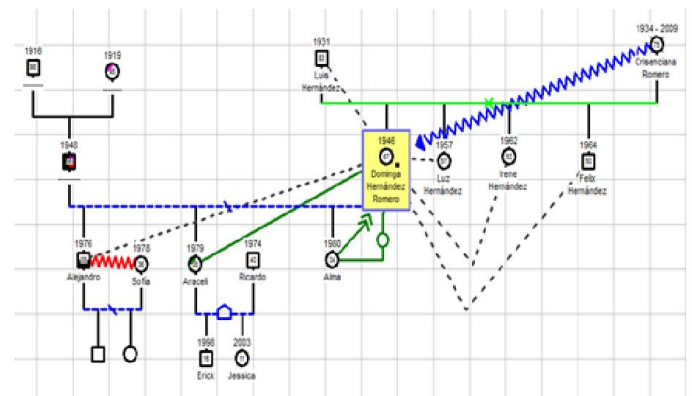 1934 - 2009
1916
1919
1931
Luis
Hernández
Crisenciana
Romero
1948
1946
Dominga
Hernández
Romero
1957
Luz
Hernández
1962
Irene
Hernández
1964
Felix
Hernández
1976
Alejandro
1978
Sofia
1979
Araceli
1974
Ricardo
1980
Alma
1998
Erick
2003
Jessica